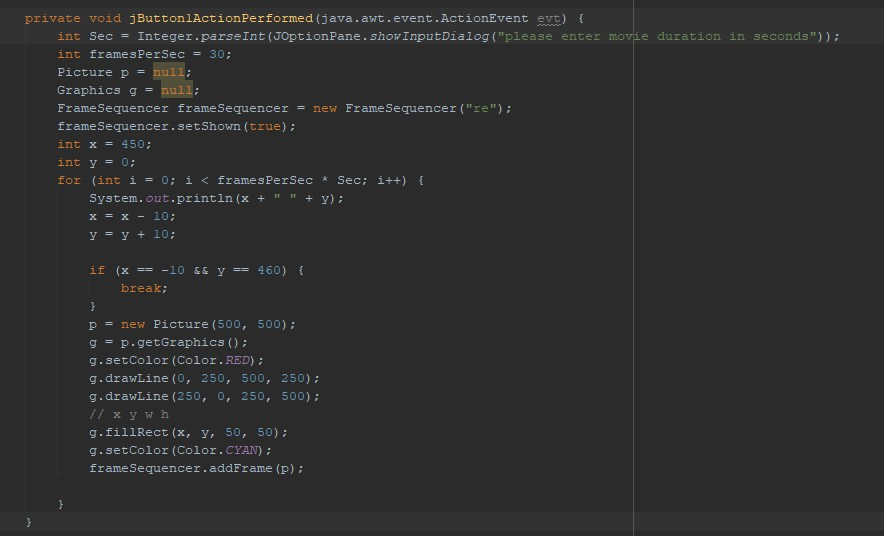 private void jButton1ActionPerformed(java.awt.event.ActionEvent evt) {
int Sec = Integer.parseInt(JOptionPane.showInputDialog("please enter movie duration in seconds"));
int framesPerSec = 30;
Picture p = null;
Graphics g = null;
FrameSequencer frameSequencer = new FrameSequencer("re");
frameSequencer.setShown(true);
int x = 450;
int y = 0;
for (int i = 0; i < framesPerSec * Sec; i++) {
System.out.println(x + " " + y);
x = x - 10;
y = y + 10;
if (x == -10 && y == 460) {
break;
}
p = new Picture(500, 500);
g = p.getGraphics();
g.setColor(Color.RED);
g.drawLine(0, 250, 500, 250);
g.drawLine(250, 0, 250, 500);
// x y w h
g.fillRect(x, y, 50, 50);
g.setColor(Color.CYAN);
frameSequencer.addFrame(p);
}
}